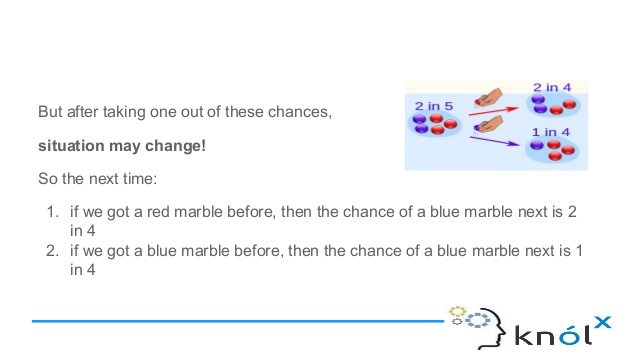 2 in 4
2 in 5
1 in 4
But after taking one out of these chances,
situation may change!
So the next time:
1. if we got a red marble before, then the chance of a blue marble next is 2
in 4
2. if we got a blue marble before, then the chance of a blue marble next is 1
in 4
knólx